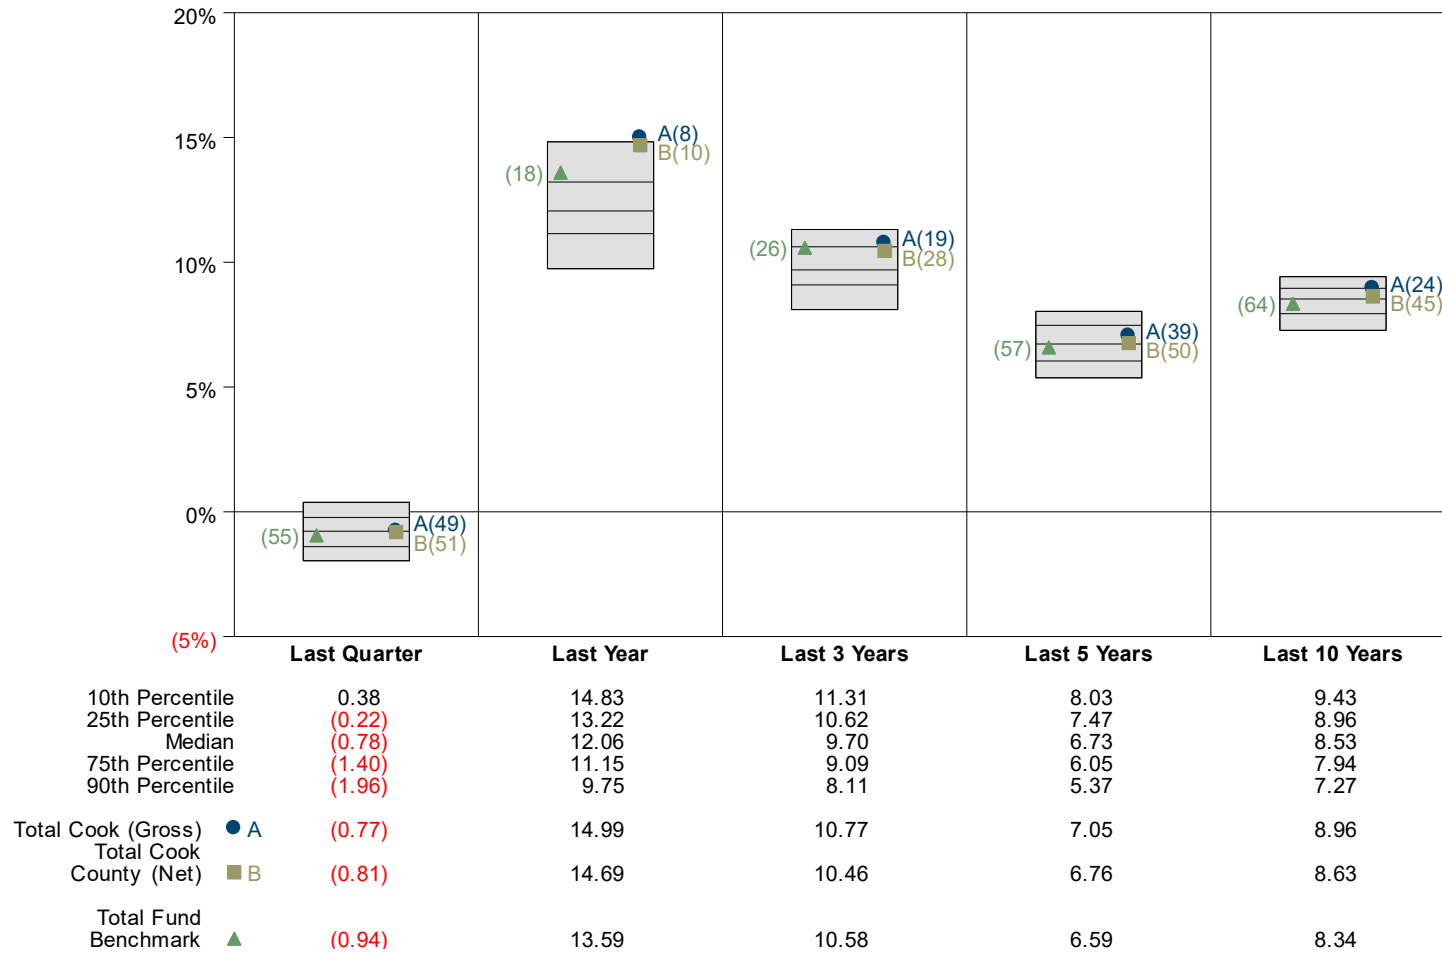 20%
15%
10%
5%
0%
(5%)
(55)
A(49)
B(51)
(18)
A(8)
B(10)
(26)
A(19)
B(28)
(57)
A(39)
B(50)
(64)
A(24)
B(45)
Last Quarter Last Year Last 3 Years Last 5 Years Last 10 Years
10th Percentile 0.38 14.83 11.31 8.03 9.43
25th Percentile (0.22) 13.22 10.62 7.47 8.96
Median (0.78) 12.06 9.70 6.73 8.53
75th Percentile (1.40) 11.15 9.09 6.05 7.94
90th Percentile (1.96) 9.75 8.11 5.37 7.27
Total Cook (Gross) A (0.77) 14.99 10.77 7.05 8.96
Total Cook
County (Net) B (0.81) 14.69 10.46 6.76 8.63
Total Fund
Benchmark (0.94) 13.59 10.58 6.59 8.34